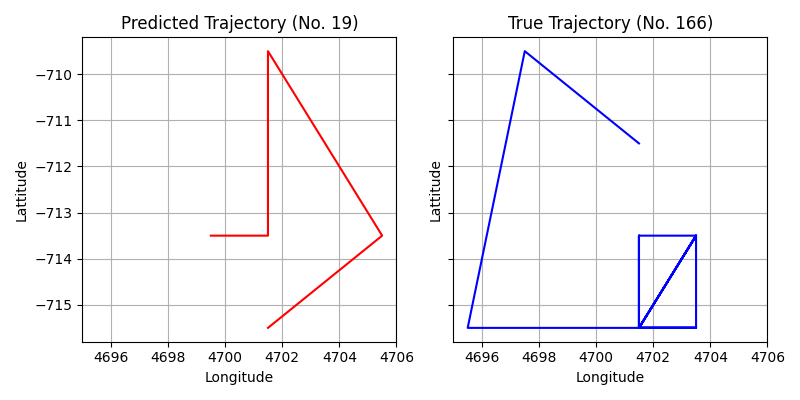 Predicted Trajectory (No. 19)
True Trajectory (No. 166)
Lattitude
−710
−711
−712
−713
−714
−715
4696 4698 4700 4702 4704 4706
Longitude
Lattitude
4696 4698 4700 4702 4704 4706
Longitude